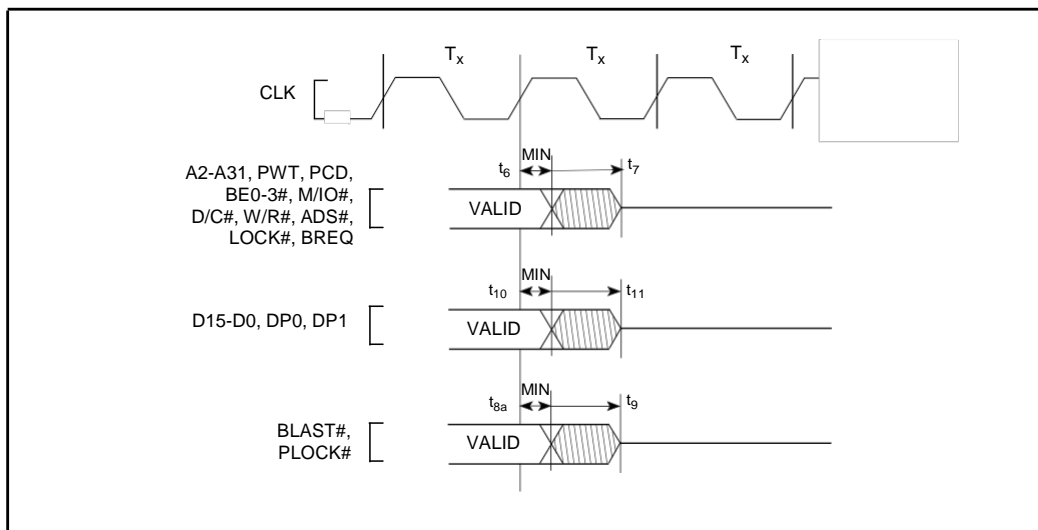 Tx Tx Tx
CLK
A2-A31, PWT, PCD,
BE0-3#, M/IO#,
D/C#, W/R#, ADS#,
LOCK#, BREQ
t6 MIN t7
VALID
D15-D0, DP0, DP1
t10 MIN t11
VALID
BLAST#,
PLOCK#
t8a MIN t9
VALID